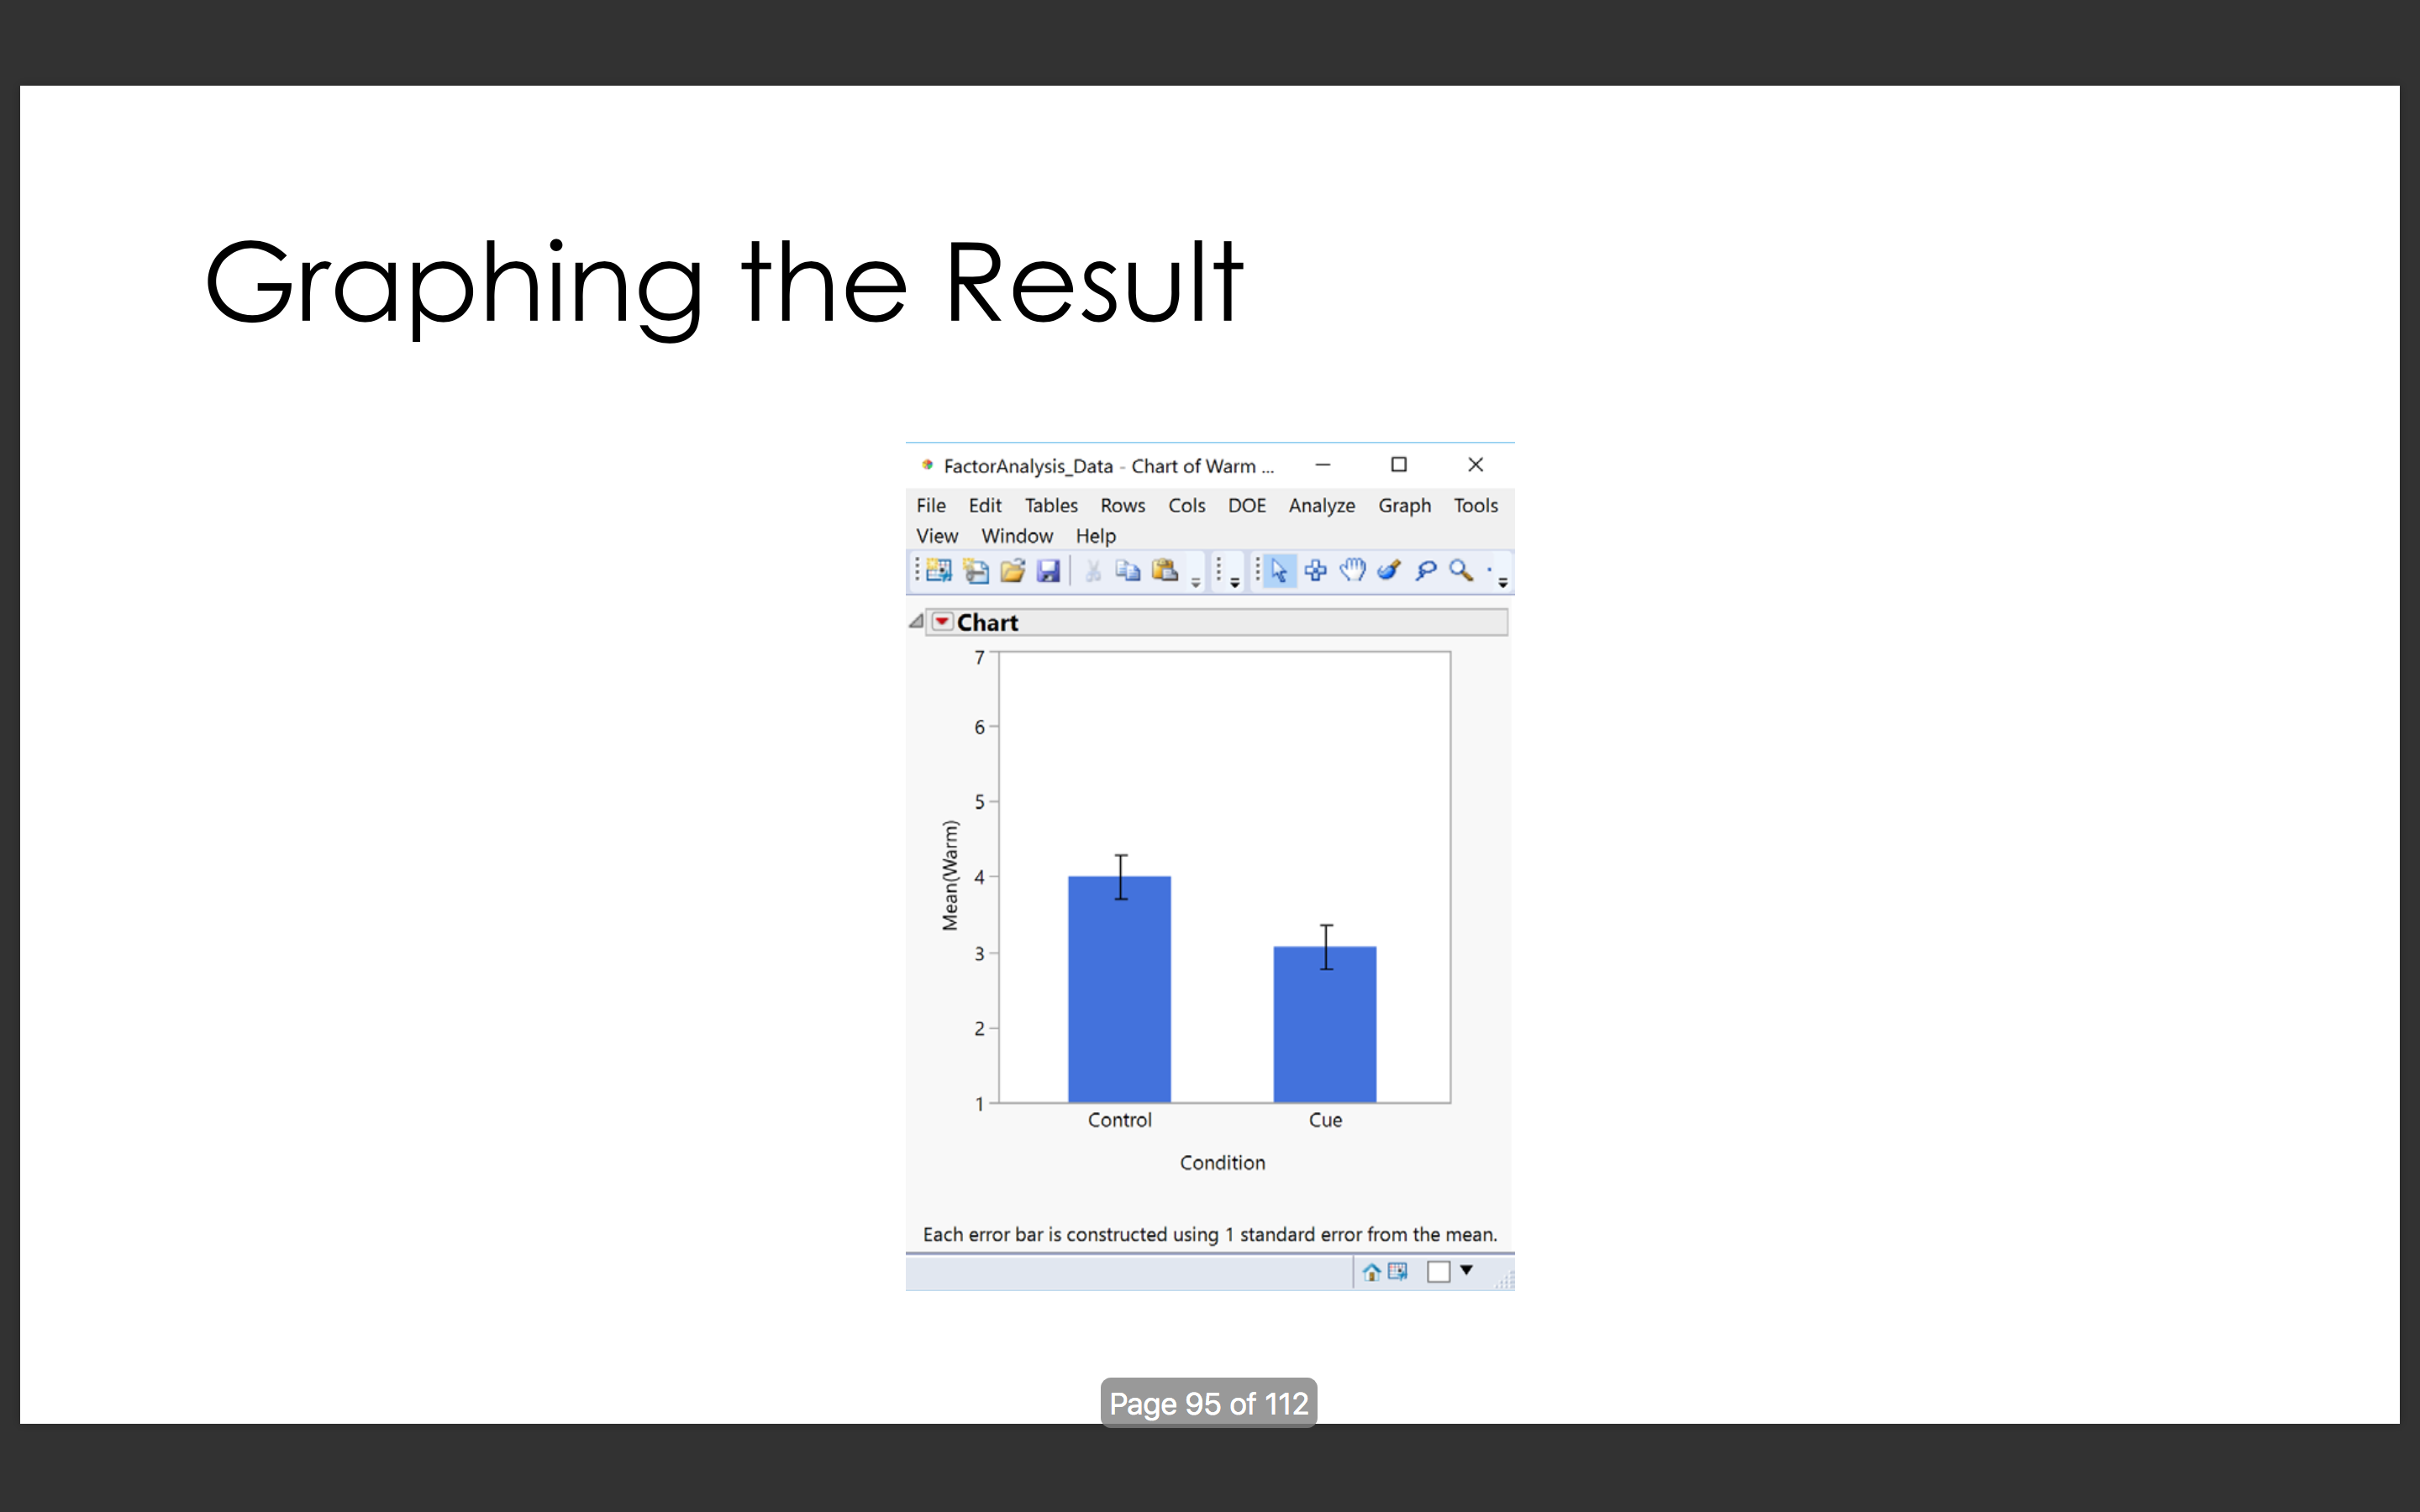 Graphing the Result
FactorAnalysis_Data - Chart of Warm ...
File Edit Tables Rows Cols DOE Analyze Graph Tools
View Window Help
Chart
7
6
5
4
3
2
1
Mean(Warm)
Control Cue
Condition
Each error bar is constructed using 1 standard error from the mean.
Page 95 of 112